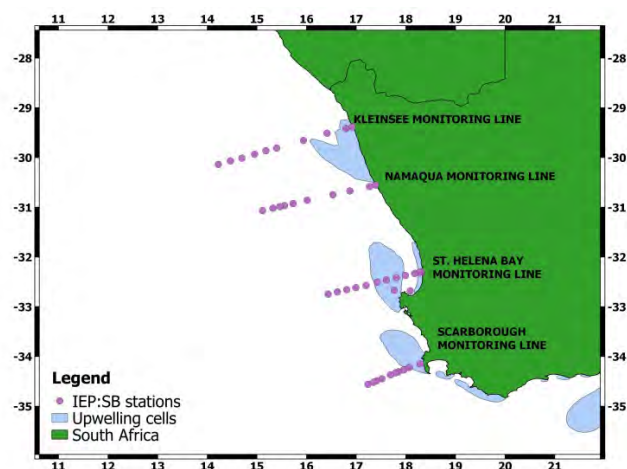 11 12 13 14 15 16 17 18 19 20 21
-28 -28
-29 -29
KLEINSEE MONITORING LINE
-30 -30
NAMAQUA MONITORING LINE
-31 -31
-32 -32
ST. HELENA BAY
MONITORING LINE
-33 -33
SCARBOROUGH
MONITORING LINE
-34 -34
Legend
IEP:SB stations
-35 -35
Upwelling cells
South Africa
11 12 13 14 15 16 17 18 19 20 21